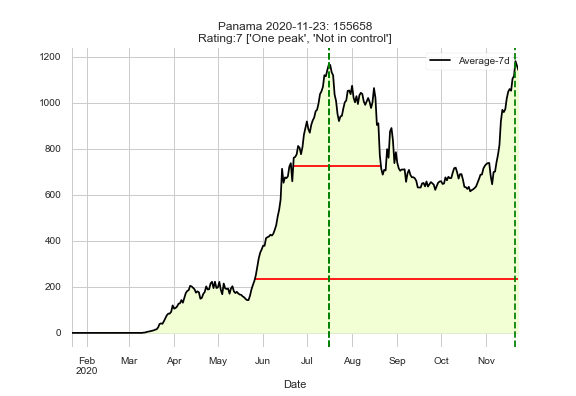 Panama 2020-11-23: 155658
Rating:7 ['One peak', 'Not in control']
Average-7d
1200
1000
800
600
400
200
0
Feb Mar Apr May Jun Jul Aug Sep Oct Nov
2020
Date